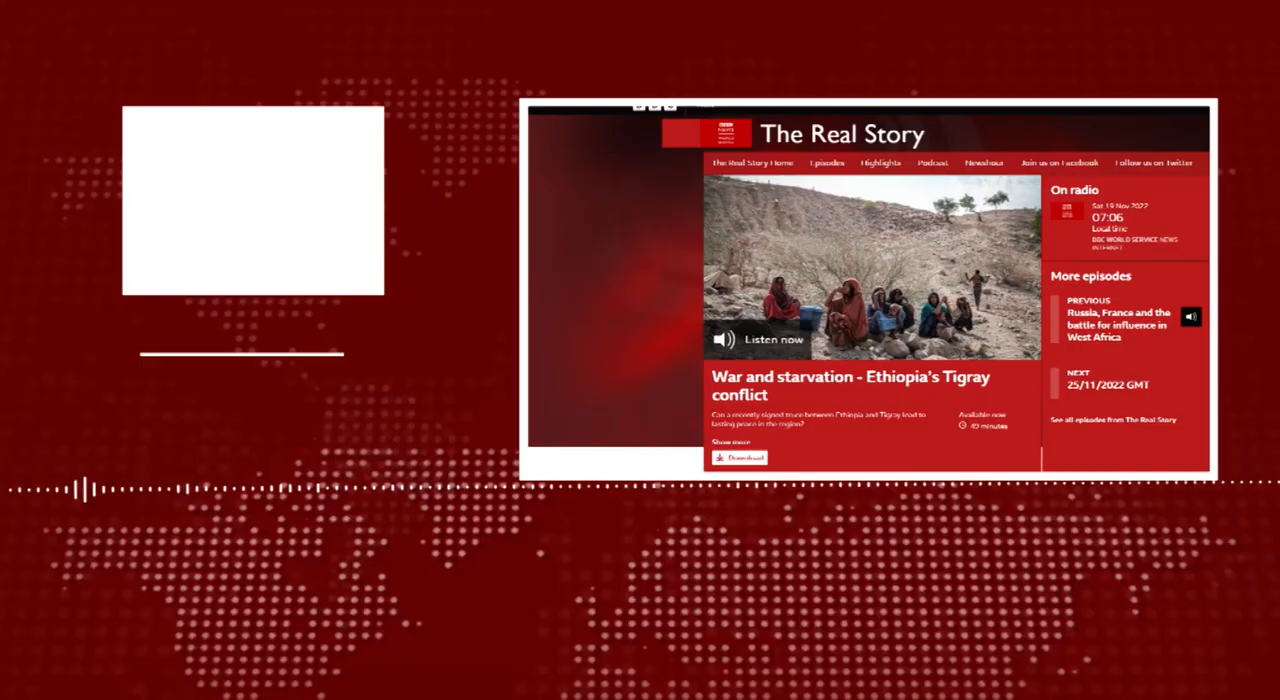 The Real Story
The Real Story Home Episodes Highlights Podcast Newshour Join us on Facebook Follow us on Twitter
On radio
Sat 19 Nov 2022
07:06
Local time
BBC WORLD SERVICE NEWS
INTERNET
More episodes
PREVIOUS
Russia, France and the
battle for influence in
West Africa
NEXT
25/11/2022 GMT
See all episodes from The Real Story
Listen now
War and starvation - Ethiopia's Tigray
conflict
Can a recently signed truce between Ethiopia and Tigray lead to
lasting peace in the region?
Available now
49 minutes
Show more
Download